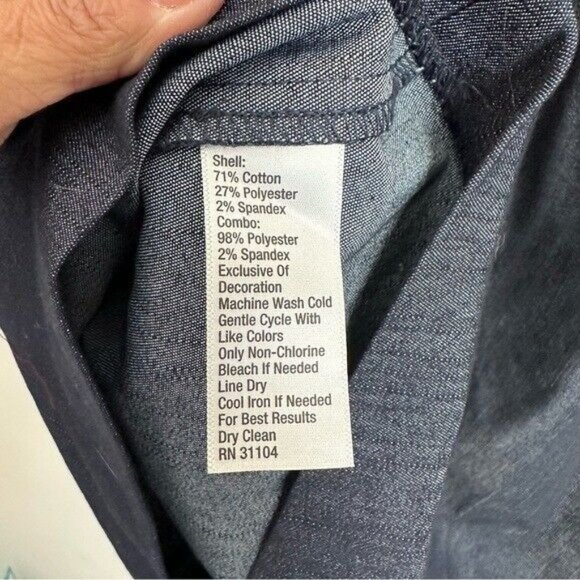 Shell:
71% Cotton
27% Polyester
2% Spandex
Combo:
98% Polyester
2% Spandex
Exclusive Of
Decoration
Machine Wash Cold
Gentle Cycle With
Like Colors
Only Non-Chlorine
Bleach If Needed
Line Dry
Cool Iron If Needed
For Best Results
Dry Clean
RN 31104